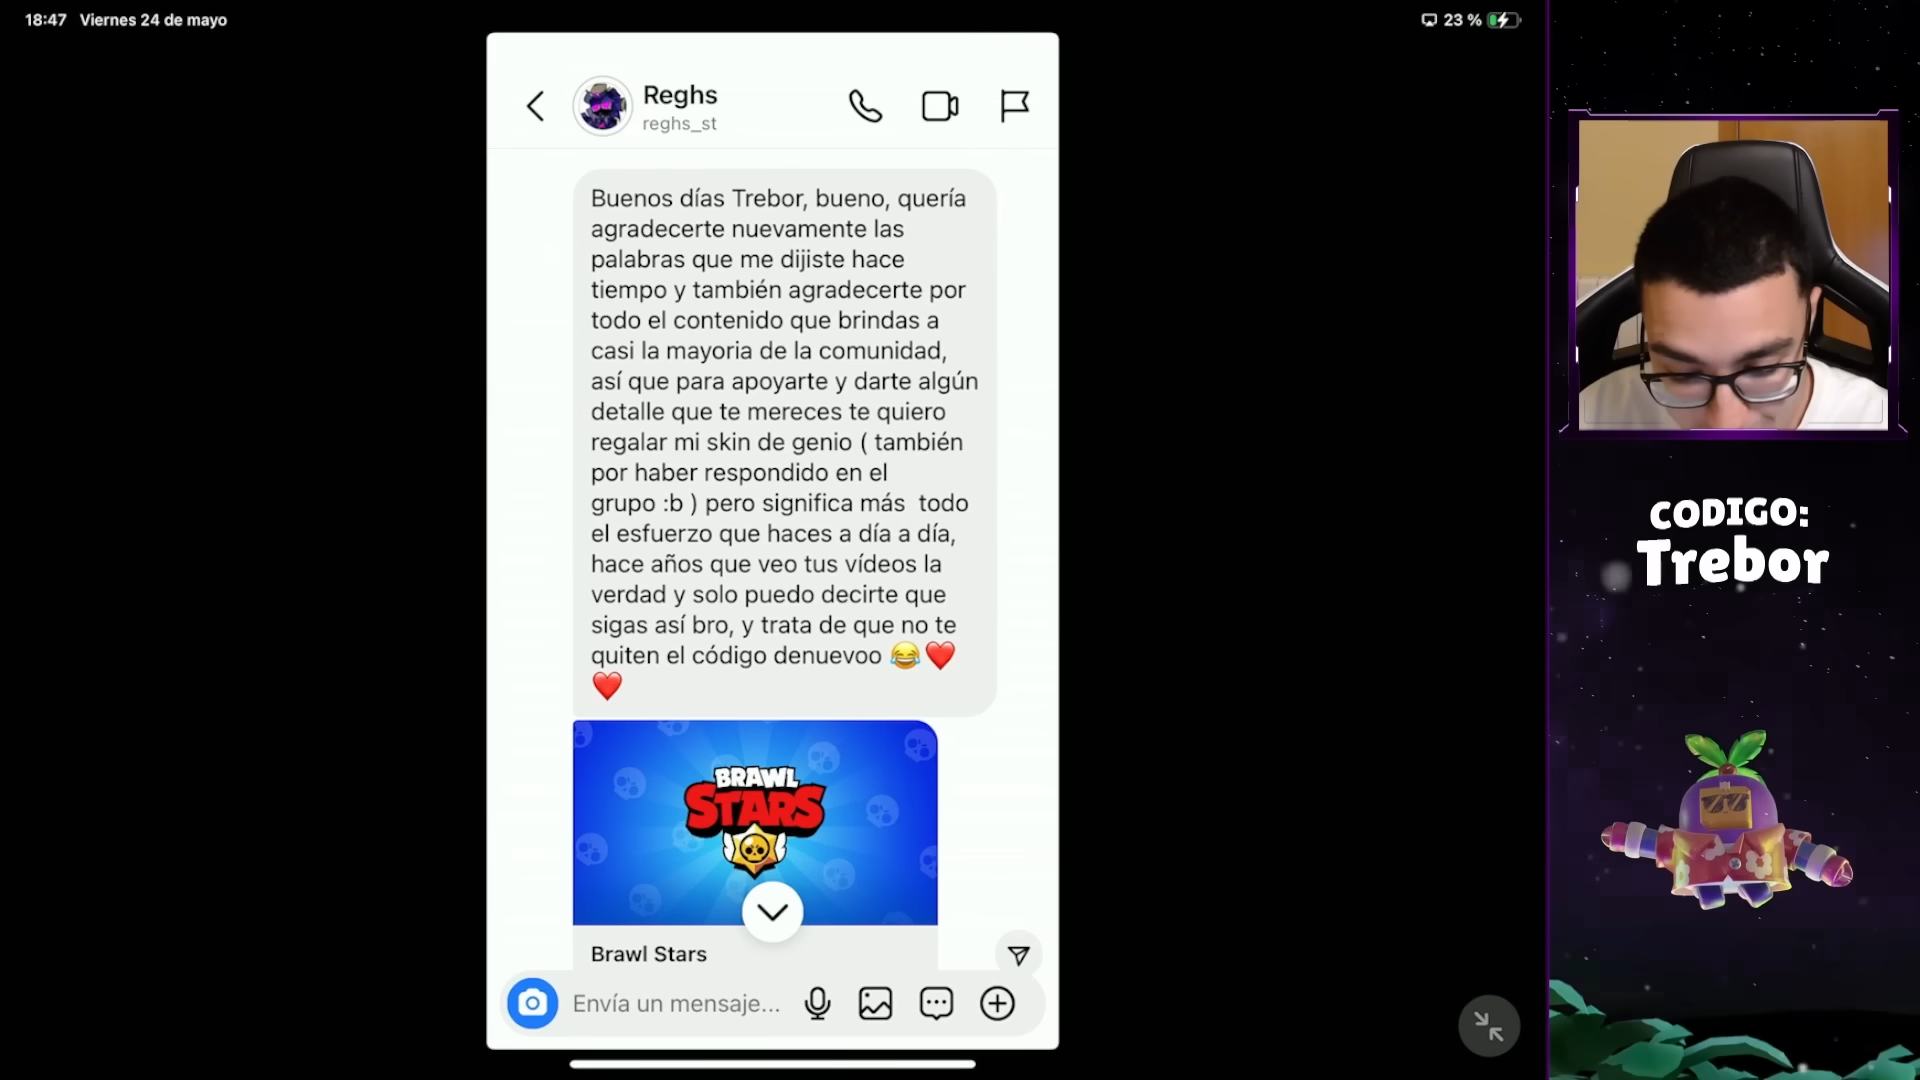 18:47 Viernes 24 de mayo
23 %
Reghs
reghs_st
Buenos días Trebor, bueno, quería
agradecerte nuevamente las
palabras que me dijiste hace
tiempo y también agradecerte por
todo el contenido que brindas a
casi la mayoria de la comunidad,
así que para apoyarte y darte algún
detalle que te mereces te quiero
regalar mi skin de genio ( también
por haber respondido en el
grupo :b ) pero significa más todo
el esfuerzo que haces a día a día,
hace años que veo tus vídeos la
verdad y solo puedo decirte que
sigas así bro, y trata de que no te
quiten el código denuevoo 😂❤️
❤️
BRAWL
STARS
Brawl Stars
Envía un mensaje...
CODIGO:
Trebor